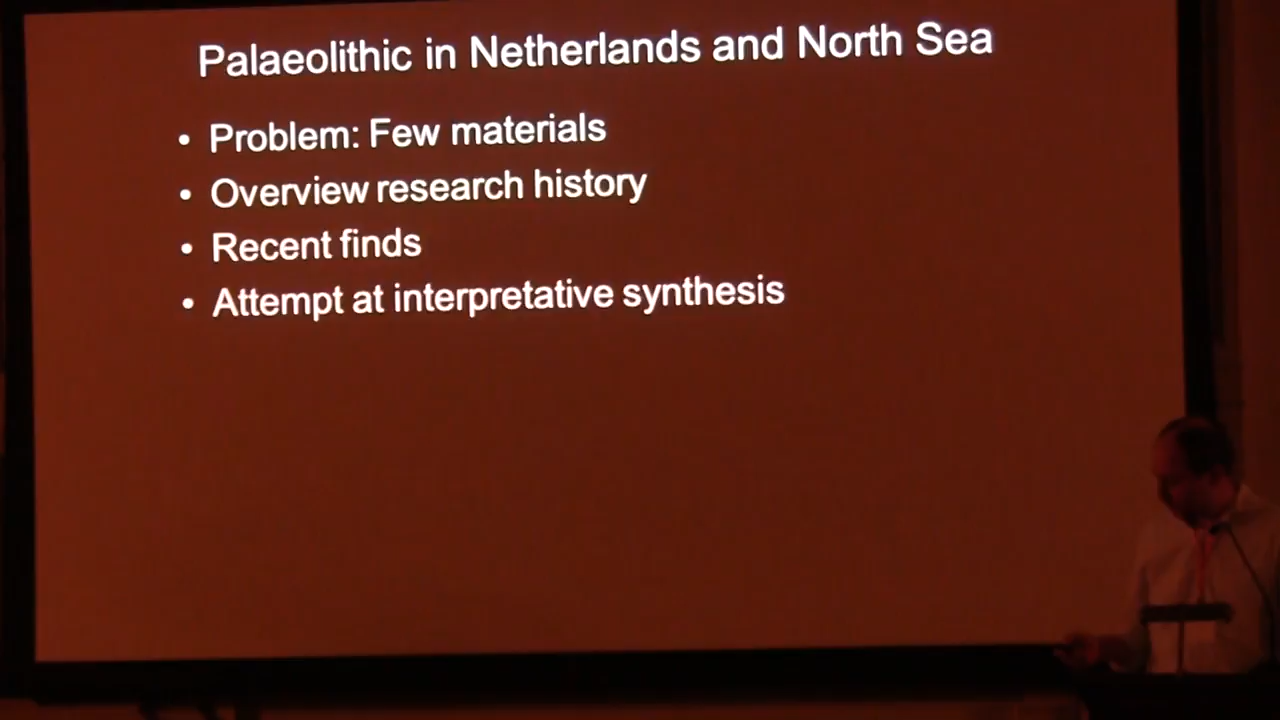 Palaeolithic in Netherlands and North Sea
• Problem: Few materials
• Overview research history
• Recent finds
• Attempt at interpretative synthesis